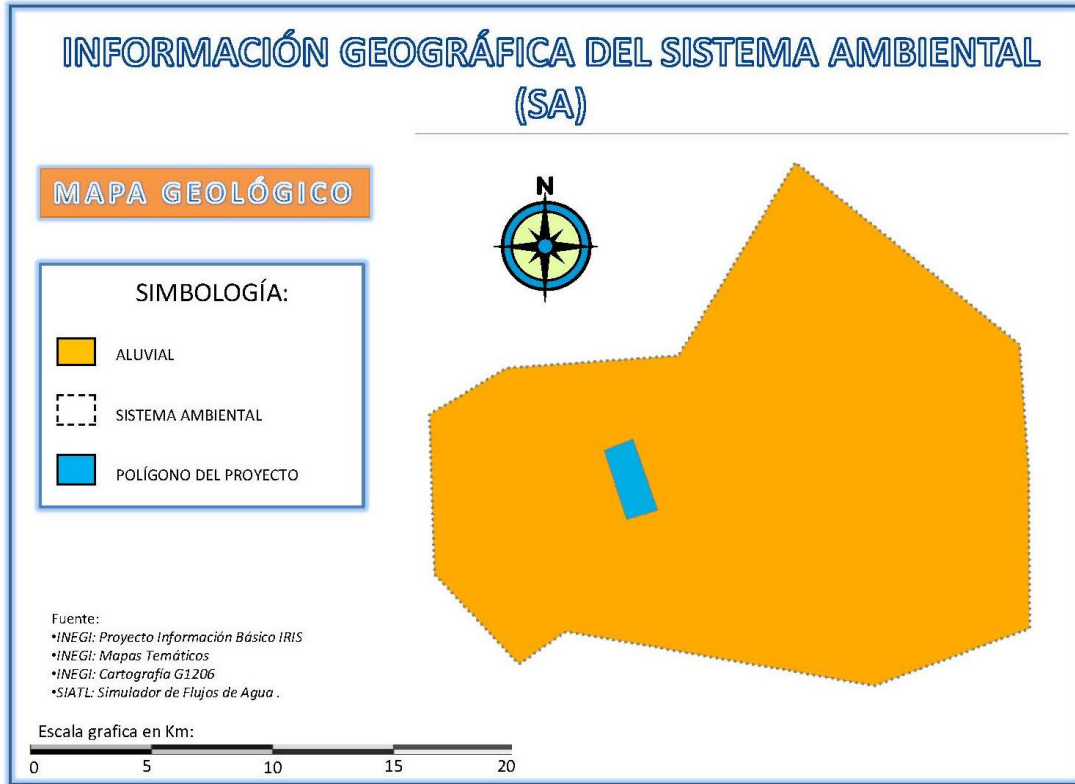 INFORMACIÓN GEOGRÁFICA DEL SISTEMA AMBIENTAL
(SA)
MAPA GEOLÓGICO
N
SIMBOLOGÍA:
ALUVIAL
SISTEMA AMBIENTAL
POLÍGONO DEL PROYECTO
Fuente:
•INEGI: Proyecto Información Básico IRIS
•INEGI: Mapas Temáticos
•INEGI: Cartografía G1206
•SIATL: Simulador de Flujos de Agua .
Escala grafica en Km:
0 5 10 15 20